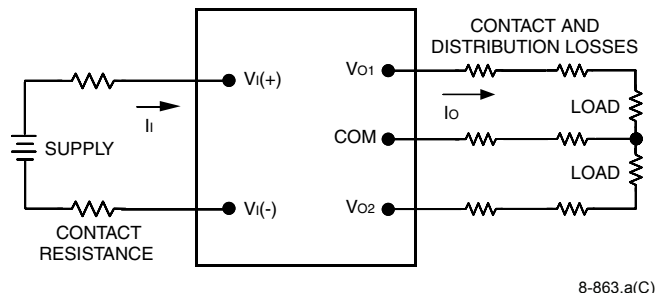 CONTACT AND
DISTRIBUTION LOSSES
VI(+)
VO1
II
IO
LOAD
SUPPLY
COM
LOAD
VI(-)
VO2
CONTACT
RESISTANCE
8-863.a(C)